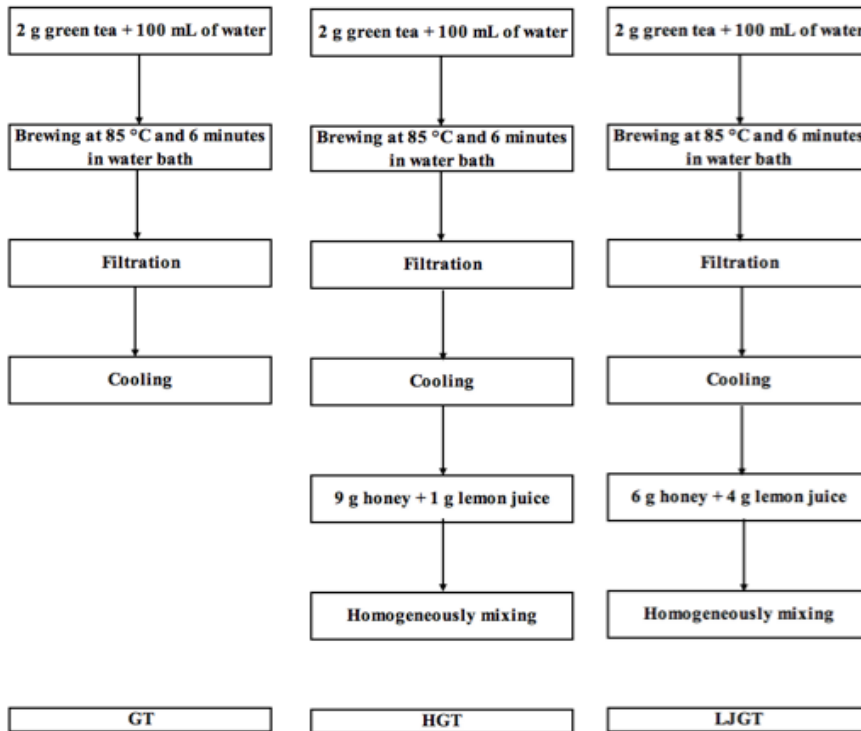 2 g green tea + 100 mL of water
Brewing at 85 °C and 6 minutes
in water bath
Filtration
Cooling
GT
2 g green tea + 100 mL of water
Brewing at 85 °C and 6 minutes
in water bath
Filtration
Cooling
9 g honey + 1 g lemon juice
Homogeneously mixing
HGT
2 g green tea + 100 mL of water
Brewing at 85 °C and 6 minutes
in water bath
Filtration
Cooling
6 g honey + 4 g lemon juice
Homogeneously mixing
LJGT